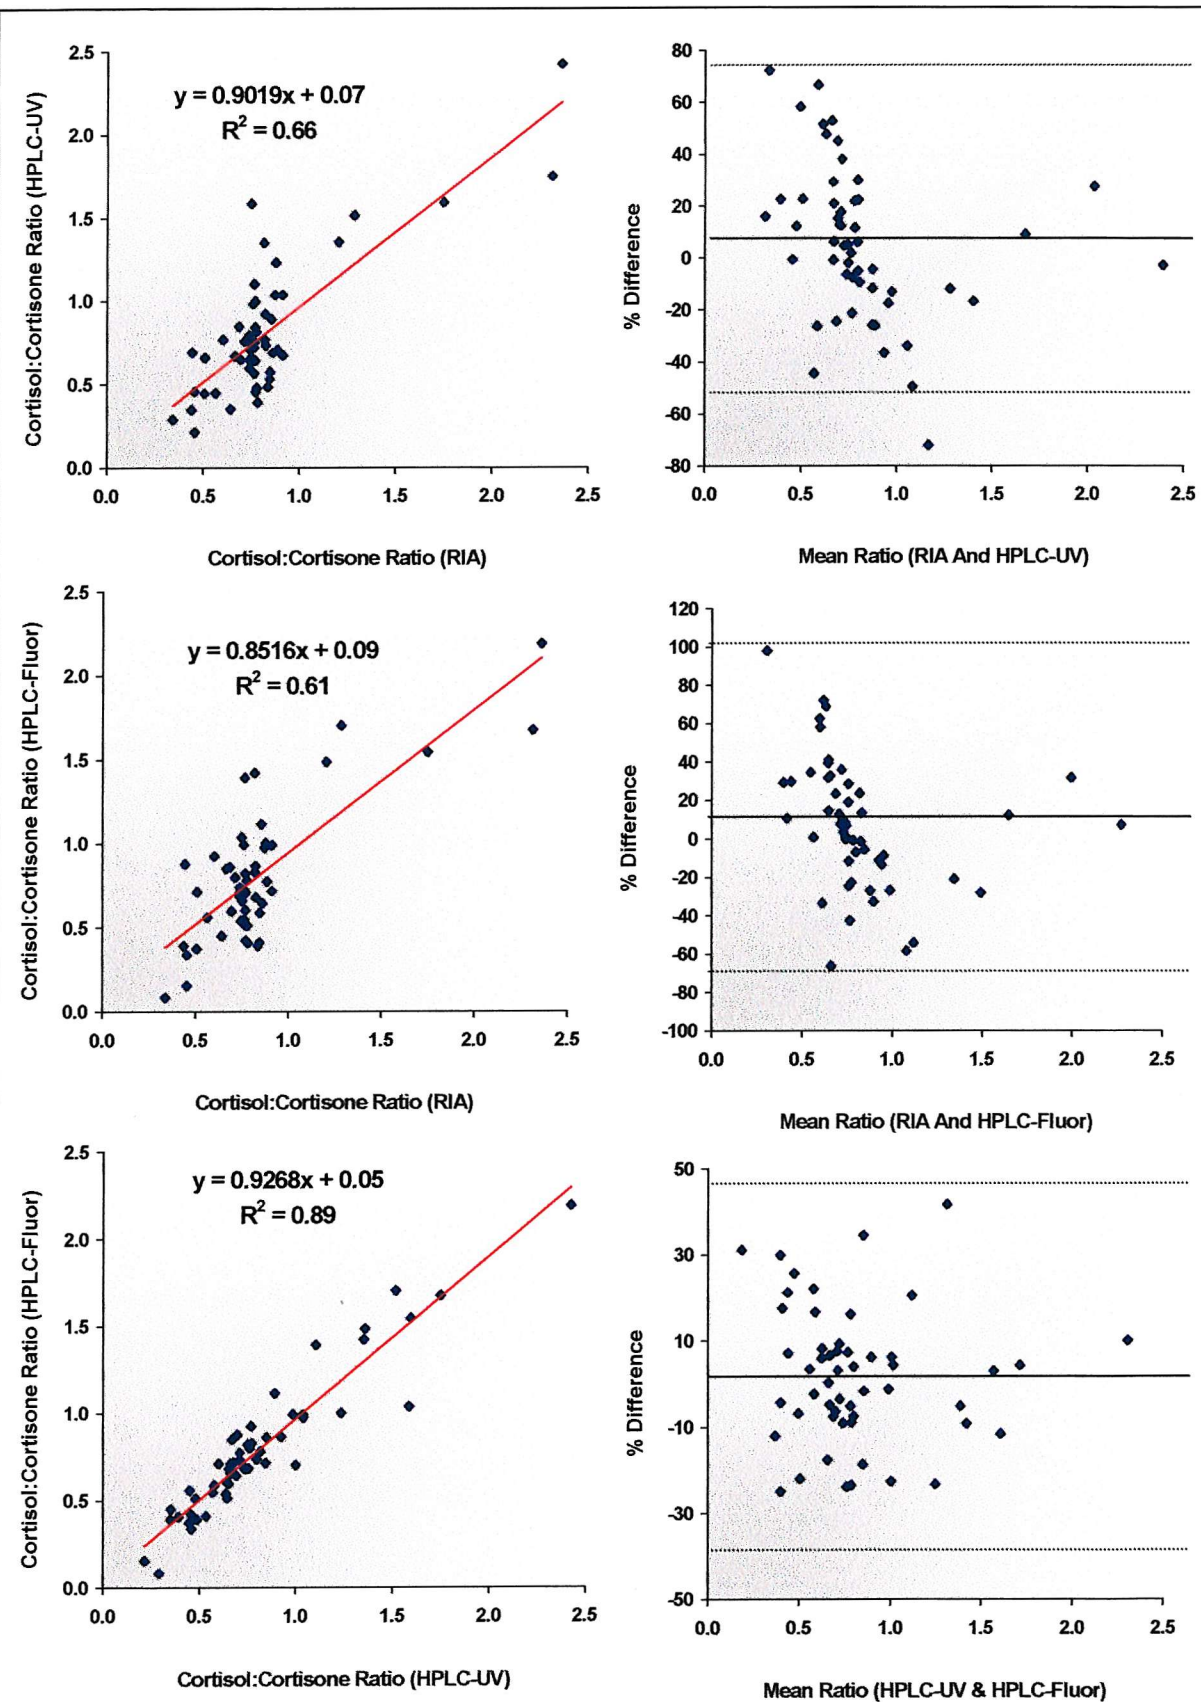 y = 0.9019x + 0.07
R² = 0.66
Cortisol:Cortisone Ratio (HPLC-UV)
2.5
2.0
1.5
1.0
0.5
0.0
0.0 0.5 1.0 1.5 2.0 2.5
Cortisol:Cortisone Ratio (RIA)
% Difference
80
60
40
20
0
-20
-40
-60
-80
0.0 0.5 1.0 1.5 2.0 2.5
Mean Ratio (RIA And HPLC-UV)
y = 0.8516x + 0.09
R² = 0.61
Cortisol:Cortisone Ratio (HPLC-Fluor)
2.5
2.0
1.5
1.0
0.5
0.0
0.0 0.5 1.0 1.5 2.0 2.5
Cortisol:Cortisone Ratio (RIA)
% Difference
120
100
80
60
40
20
0
-20
-40
-60
-80
-100
0.0 0.5 1.0 1.5 2.0 2.5
Mean Ratio (RIA And HPLC-Fluor)
y = 0.9268x + 0.05
R² = 0.89
Cortisol:Cortisone Ratio (HPLC-Fluor)
2.5
2.0
1.5
1.0
0.5
0.0
0.0 0.5 1.0 1.5 2.0 2.5
Cortisol:Cortisone Ratio (HPLC-UV)
% Difference
50
30
10
-10
-30
-50
0.0 0.5 1.0 1.5 2.0 2.5
Mean Ratio (HPLC-UV & HPLC-Fluor)